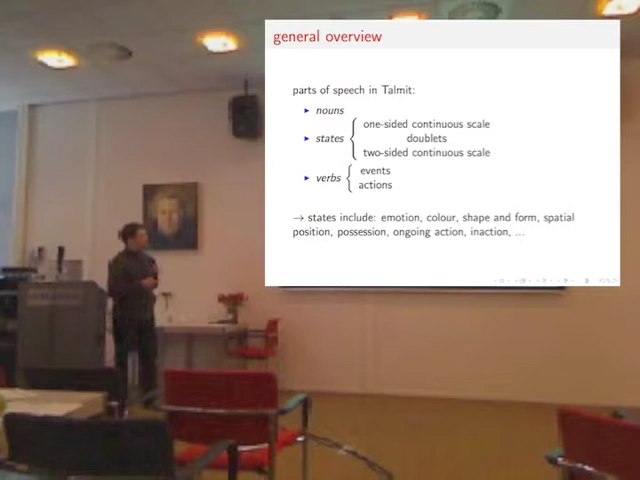 general overview
parts of speech in Talmit:
nouns
states
one-sided continuous scale
doublets
two-sided continuous scale
verbs
events
actions
→ states include: emotion, colour, shape and form, spatial
position, possession, ongoing action, inaction, ...